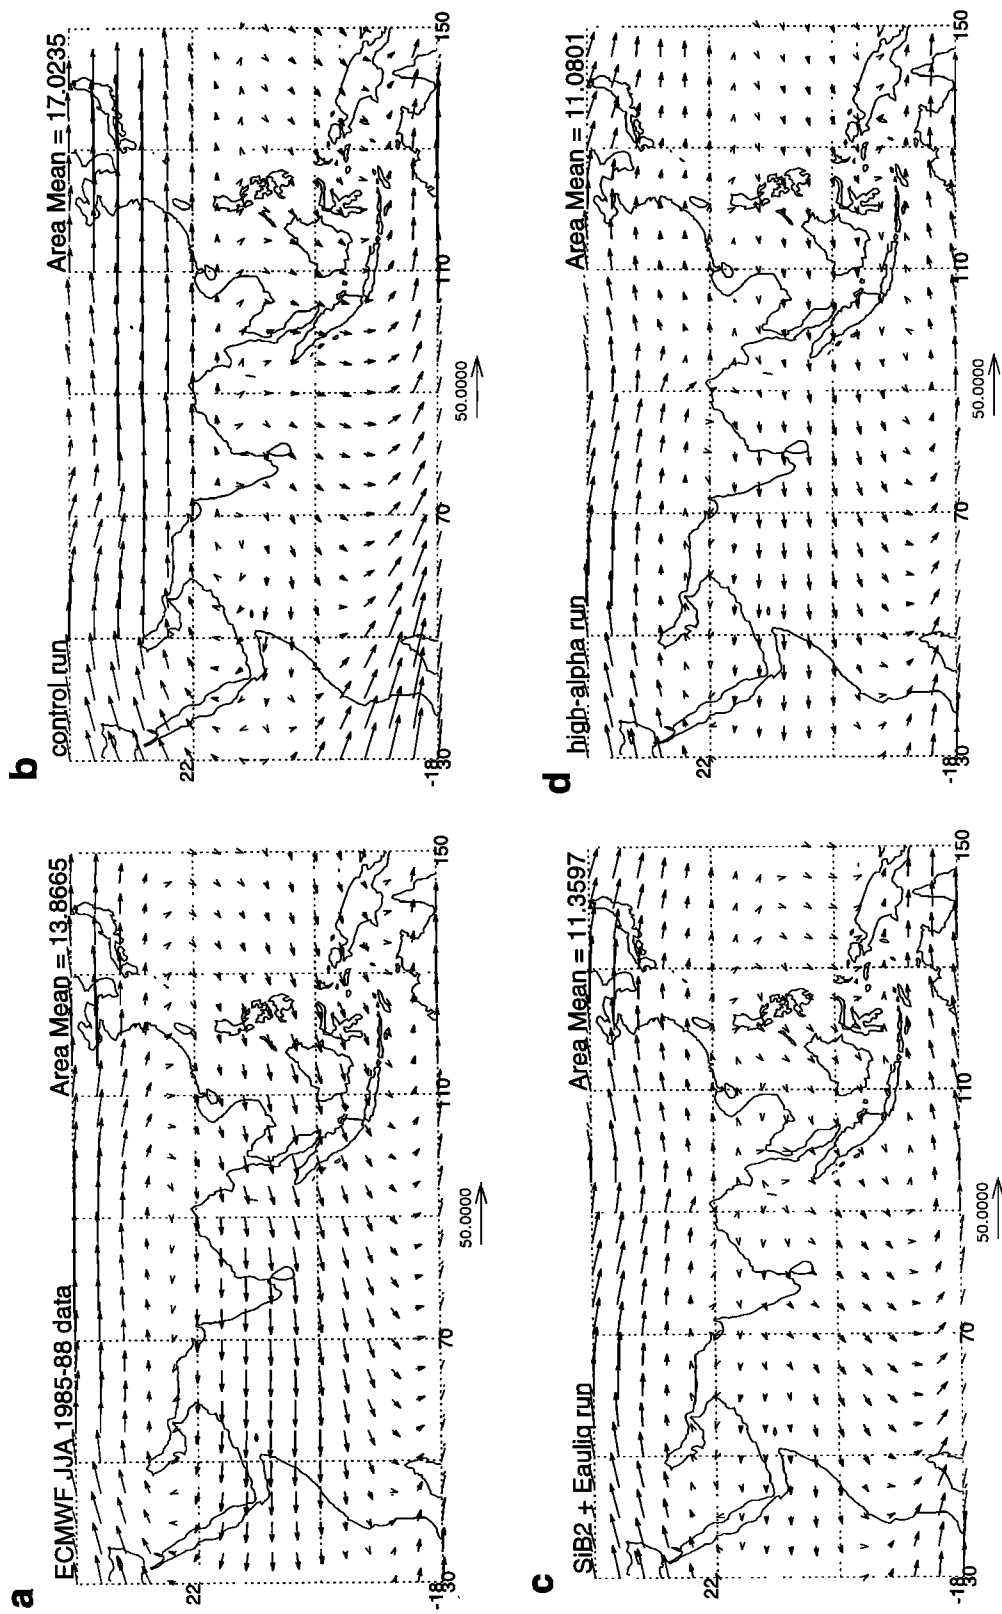 a
ECMWF JJA 1985-88 data
Area Mean = 13.8665
22
-18
30
70
110
150
50.0000
b
control run
Area Mean = 17.0235
22
-18
30
70
110
150
50.0000
c
SiB2 + Eauliq run
Area Mean = 11.3597
22
-18
30
70
110
150
50.0000
d
high-alpha run
Area Mean = 11.0801
22
-18
30
70
110
150
50.0000